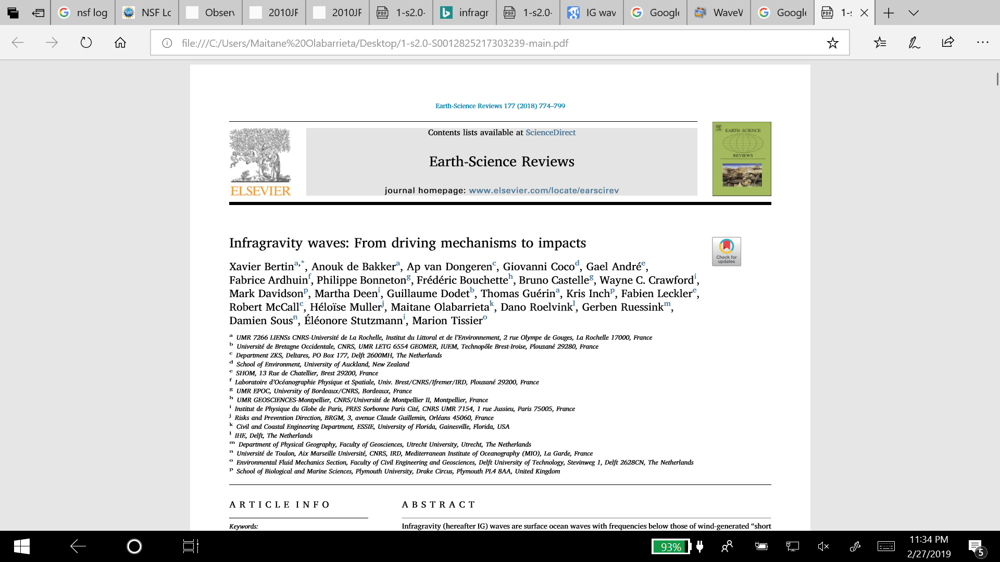 nsf log
NSF Lc
Observ
2010JF
2010JF
1-s2.0-
infragr
1-s2.0-
IG wav
Google
WaveW
Google
1-s
file:///C:/Users/Maitane%20Olabarrieta/Desktop/1-s2.0-S0012825217303239-main.pdf
Earth-Science Reviews 177 (2018) 774–799
Contents lists available at ScienceDirect
Earth-Science Reviews
journal homepage: www.elsevier.com/locate/earscirev
ELSEVIER
EARTH-SCIENCE
REVIEWS
Infragravity waves: From driving mechanisms to impacts
Check for
updates
Xavier Bertin a,*, Anouk de Bakker a, Ap van Dongeren c, Giovanni Coco d, Gael André e,
Fabrice Ardhuin f, Philippe Bonneton g, Frédéric Bouchette h, Bruno Castelle g, Wayne C. Crawford i,
Mark Davidson p, Martha Deen i, Guillaume Dodet b, Thomas Guérin a, Kris Inch p, Fabien Leckler e,
Robert McCall c, Héloïse Muller j, Maitane Olabarrieta k, Dano Roelvink l, Gerben Ruessink m,
Damien Sous n, Éléonore Stutzmann i, Marion Tissier o
a UMR 7266 LIENSs CNRS-Université de La Rochelle, Institut du Littoral et de l'Environnement, 2 rue Olympe de Gouges, La Rochelle 17000, France
b Université de Bretagne Occidentale, CNRS, UMR LETG 6554 GEOMER, IUEM, Technopôle Brest-Iroise, Plouzané 29280, France
c Department ZKS, Deltares, PO Box 177, Delft 2600MH, The Netherlands
d School of Environment, University of Auckland, New Zealand
e SHOM, 13 Rue de Chatellier, Brest 29200, France
f Laboratoire d'Océanographie Physique et Spatiale, Univ. Brest/CNRS/Ifremer/IRD, Plouzané 29200, France
g UMR EPOC, University of Bordeaux/CNRS, Bordeaux, France
h UMR GEOSCIENCES-Montpellier, CNRS/Université de Montpellier II, Montpellier, France
i Institut de Physique du Globe de Paris, PRES Sorbonne Paris Cité, CNRS UMR 7154, 1 rue Jussieu, Paris 75005, France
j Risks and Prevention Direction, BRGM, 3, avenue Claude Guillemin, Orléans 45060, France
k Civil and Coastal Engineering Department, ESSIE, University of Florida, Gainesville, Florida, USA
l IHE, Delft, The Netherlands
m Department of Physical Geography, Faculty of Geosciences, Utrecht University, Utrecht, The Netherlands
n Université de Toulon, Aix Marseille Université, CNRS, IRD, Mediterranean Institute of Oceanography (MIO), La Garde, France
o Environmental Fluid Mechanics Section, Faculty of Civil Engineering and Geosciences, Delft University of Technology, Stevinweg 1, Delft 2628CN, The Netherlands
p School of Biological and Marine Sciences, Plymouth University, Drake Circus, Plymouth PL4 8AA, United Kingdom
ARTICLE INFO
Keywords:
ABSTRACT
Infragravity (hereafter IG) waves are surface ocean waves with frequencies below those of wind-generated “short
93%
11:34 PM
2/27/2019
5